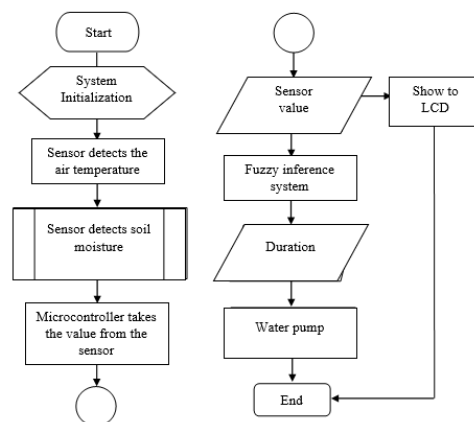 Start
System
Initialization
Sensor detects the
air temperature
Sensor detects soil
moisture
Microcontroller takes
the value from the
sensor
Sensor
value
Show to
LCD
Fuzzy inference
system
Duration
Water pump
End